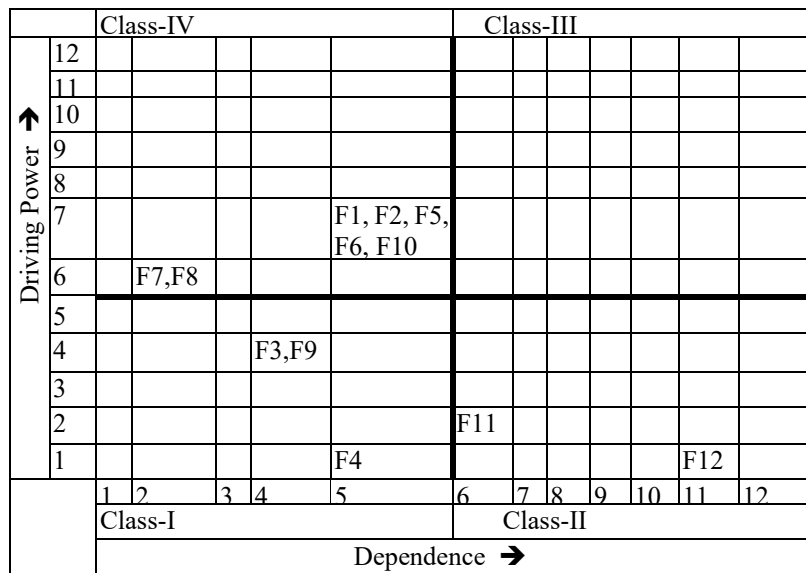 Class-IV Class-III
12
11
10
9
8
7 F1, F2, F5,
F6, F10
6 F7,F8
5
4 F3,F9
3
2 F11
1 F4 F12
Driving Power ➔
1 2 3 4 5 6 7 8 9 10 11 12
Class-I Class-II
Dependence ➔